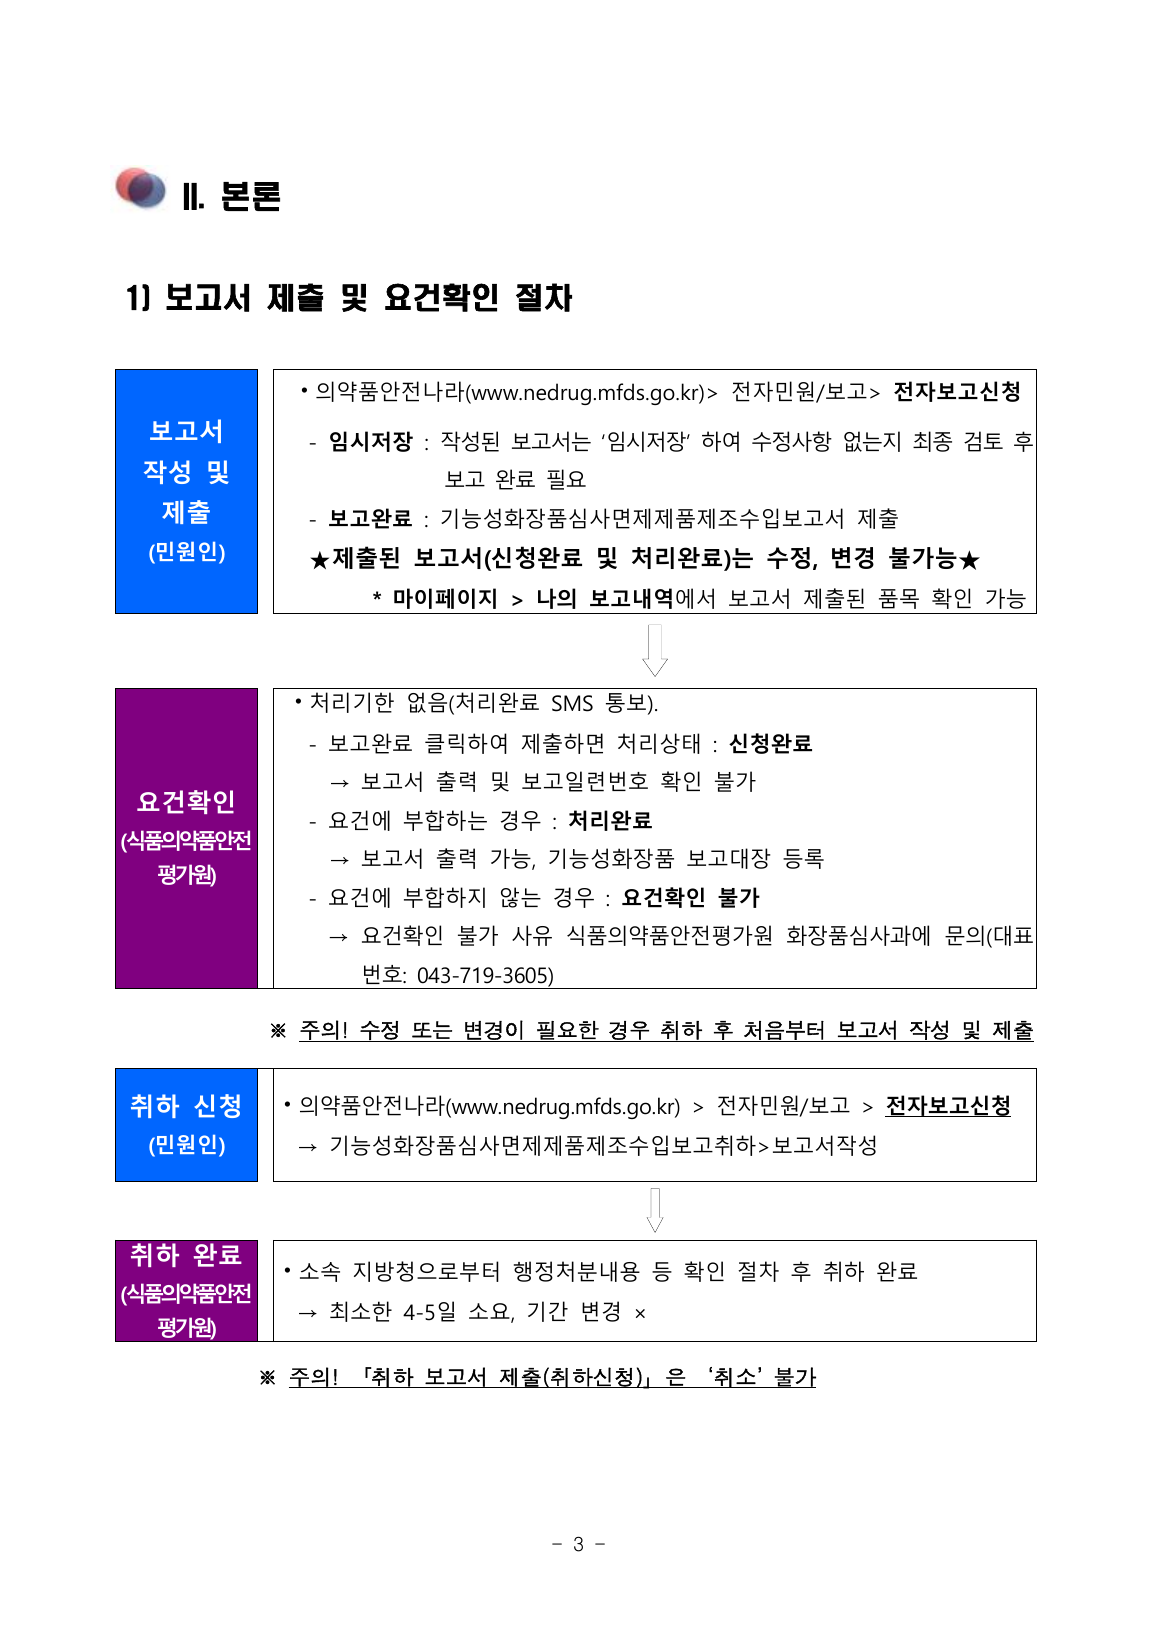 II. 본론
1) 보고서 제출 및 요건확인 절차
보고서
작성 및
제출
(민원인)
• 의약품안전나라(www.nedrug.mfds.go.kr)> 전자민원/보고> 전자보고신청
- 임시저장 : 작성된 보고서는 ‘임시저장’ 하여 수정사항 없는지 최종 검토 후
보고 완료 필요
- 보고완료 : 기능성화장품심사면제제품제조수입보고서 제출
★제출된 보고서(신청완료 및 처리완료)는 수정, 변경 불가능★
* 마이페이지 > 나의 보고내역에서 보고서 제출된 품목 확인 가능
요건확인
(식품의약품안전
평가원)
• 처리기한 없음(처리완료 SMS 통보).
- 보고완료 클릭하여 제출하면 처리상태 : 신청완료
→ 보고서 출력 및 보고일련번호 확인 불가
- 요건에 부합하는 경우 : 처리완료
→ 보고서 출력 가능, 기능성화장품 보고대장 등록
- 요건에 부합하지 않는 경우 : 요건확인 불가
→ 요건확인 불가 사유 식품의약품안전평가원 화장품심사과에 문의(대표
번호: 043-719-3605)
※ 주의! 수정 또는 변경이 필요한 경우 취하 후 처음부터 보고서 작성 및 제출
취하 신청
(민원인)
• 의약품안전나라(www.nedrug.mfds.go.kr) > 전자민원/보고 > 전자보고신청
→ 기능성화장품심사면제제품제조수입보고취하>보고서작성
취하 완료
(식품의약품안전
평가원)
• 소속 지방청으로부터 행정처분내용 등 확인 절차 후 취하 완료
→ 최소한 4-5일 소요, 기간 변경 ×
※ 주의! 「취하 보고서 제출(취하신청)」은 ‘취소’ 불가
- 3 -